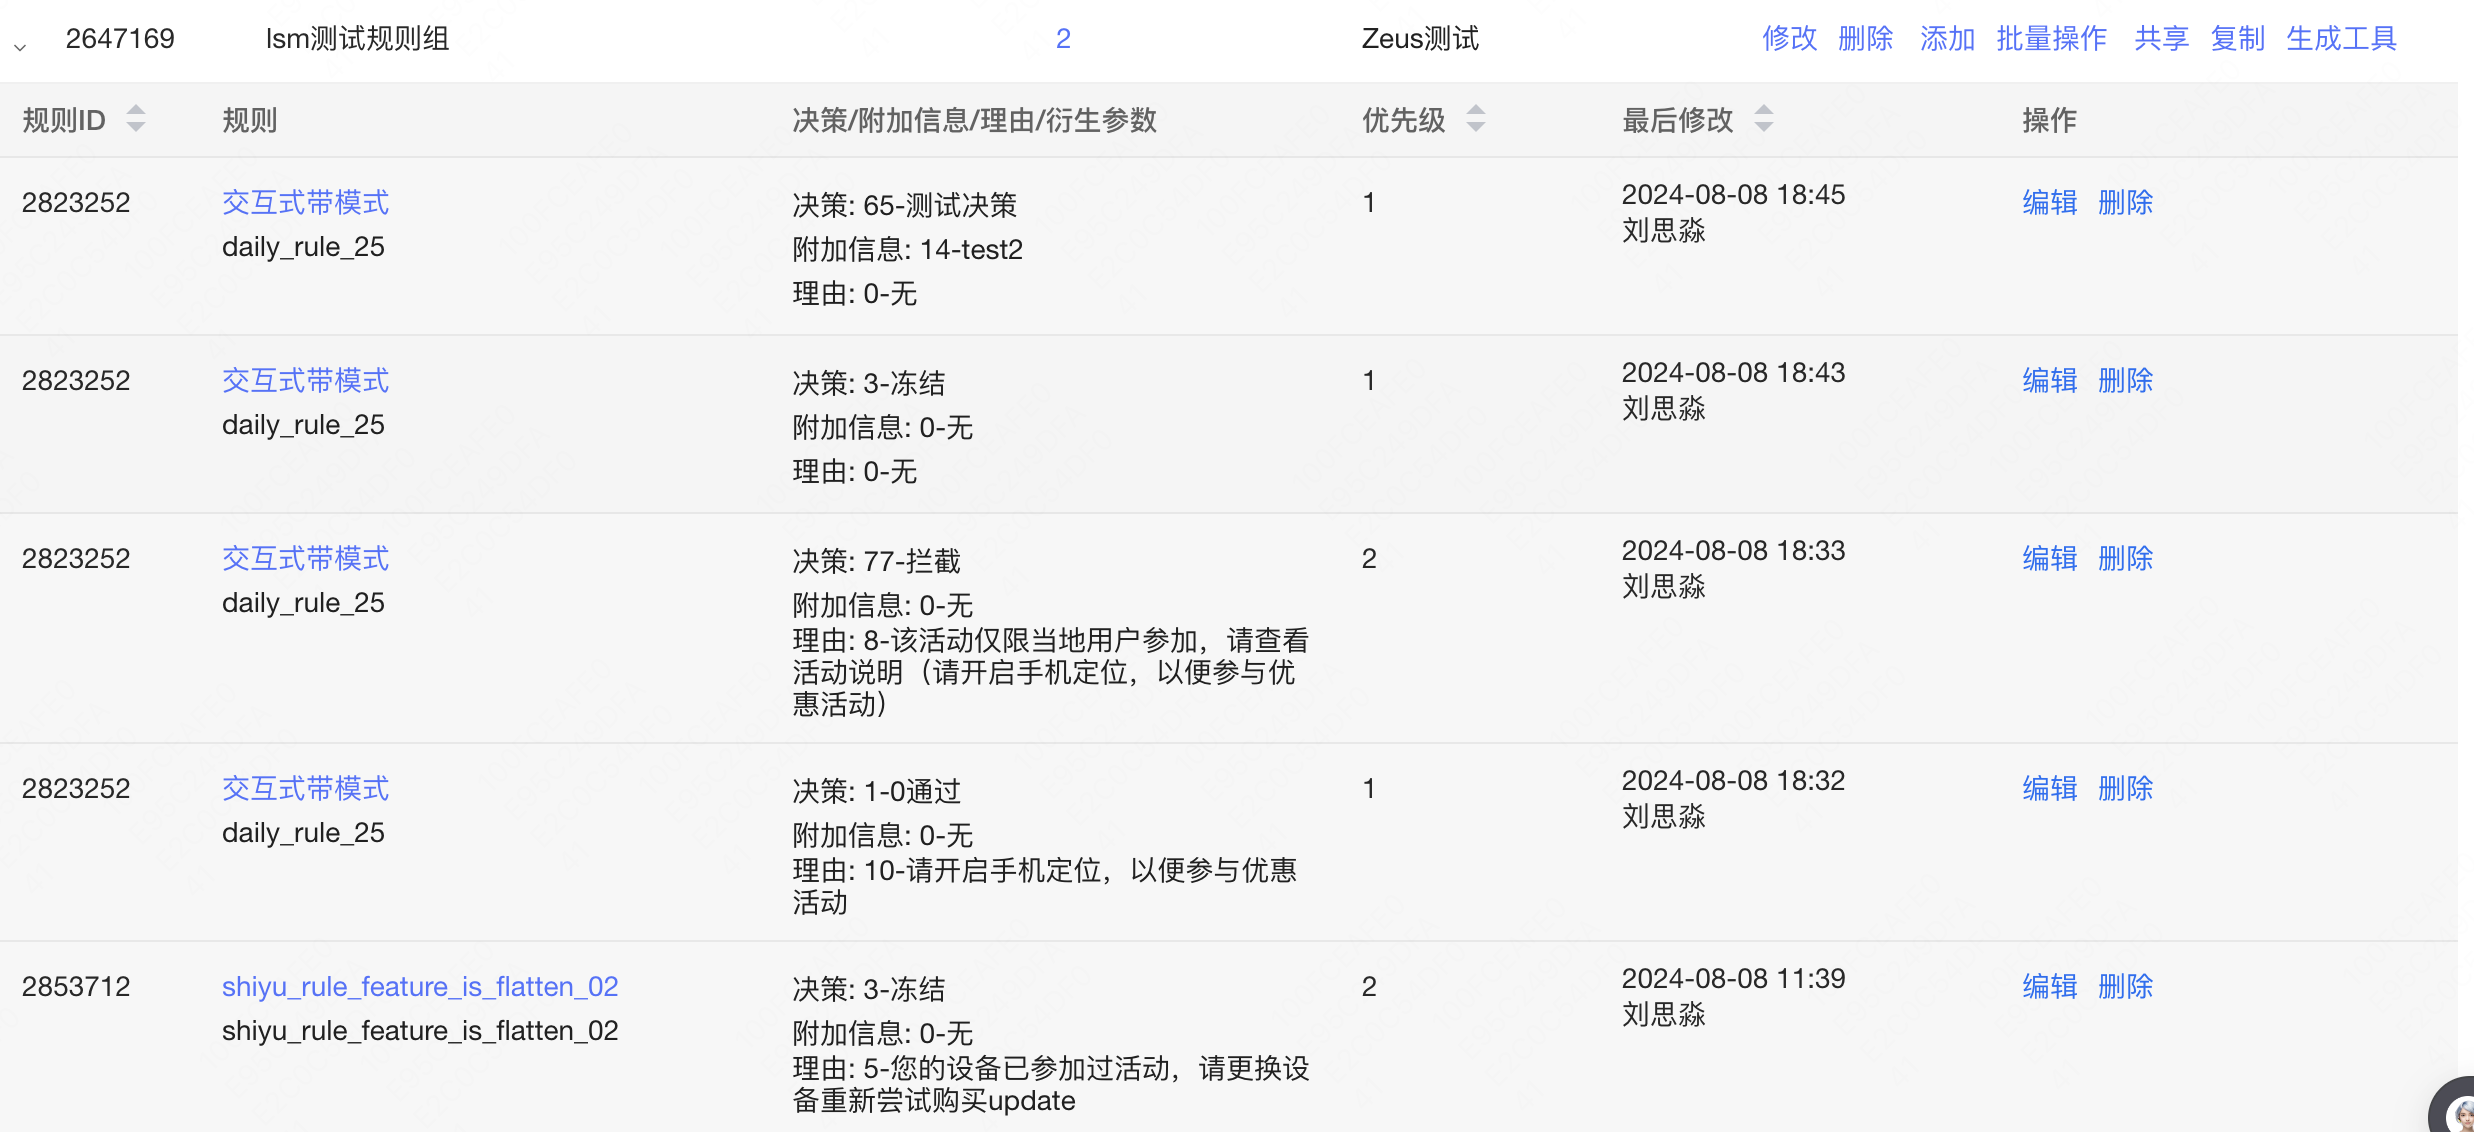 2647169 lsm测试规则组 2 Zeus测试 修改 删除 添加 批量操作 共享 复制 生成工具
规则ID 规则 决策/附加信息/理由/衍生参数 优先级 最后修改 操作
2823252 交互式带模式 决策: 65-测试决策 1 2024-08-08 18:45 编辑 删除
daily_rule_25 附加信息: 14-test2 刘思淼
理由: 0-无
2823252 交互式带模式 决策: 3-冻结 1 2024-08-08 18:43 编辑 删除
daily_rule_25 附加信息: 0-无 刘思淼
理由: 0-无
2823252 交互式带模式 决策: 77-拦截 2 2024-08-08 18:33 编辑 删除
daily_rule_25 附加信息: 0-无 刘思淼
理由: 8-该活动仅限当地用户参加，请查看
活动说明（请开启手机定位，以便参与优
惠活动）
2823252 交互式带模式 决策: 1-0通过 1 2024-08-08 18:32 编辑 删除
daily_rule_25 附加信息: 0-无 刘思淼
理由: 10-请开启手机定位，以便参与优惠
活动
2853712 shiyu_rule_feature_is_flatten_02 决策: 3-冻结 2 2024-08-08 11:39 编辑 删除
shiyu_rule_feature_is_flatten_02 附加信息: 0-无 刘思淼
理由: 5-您的设备已参加过活动，请更换设
备重新尝试购买update